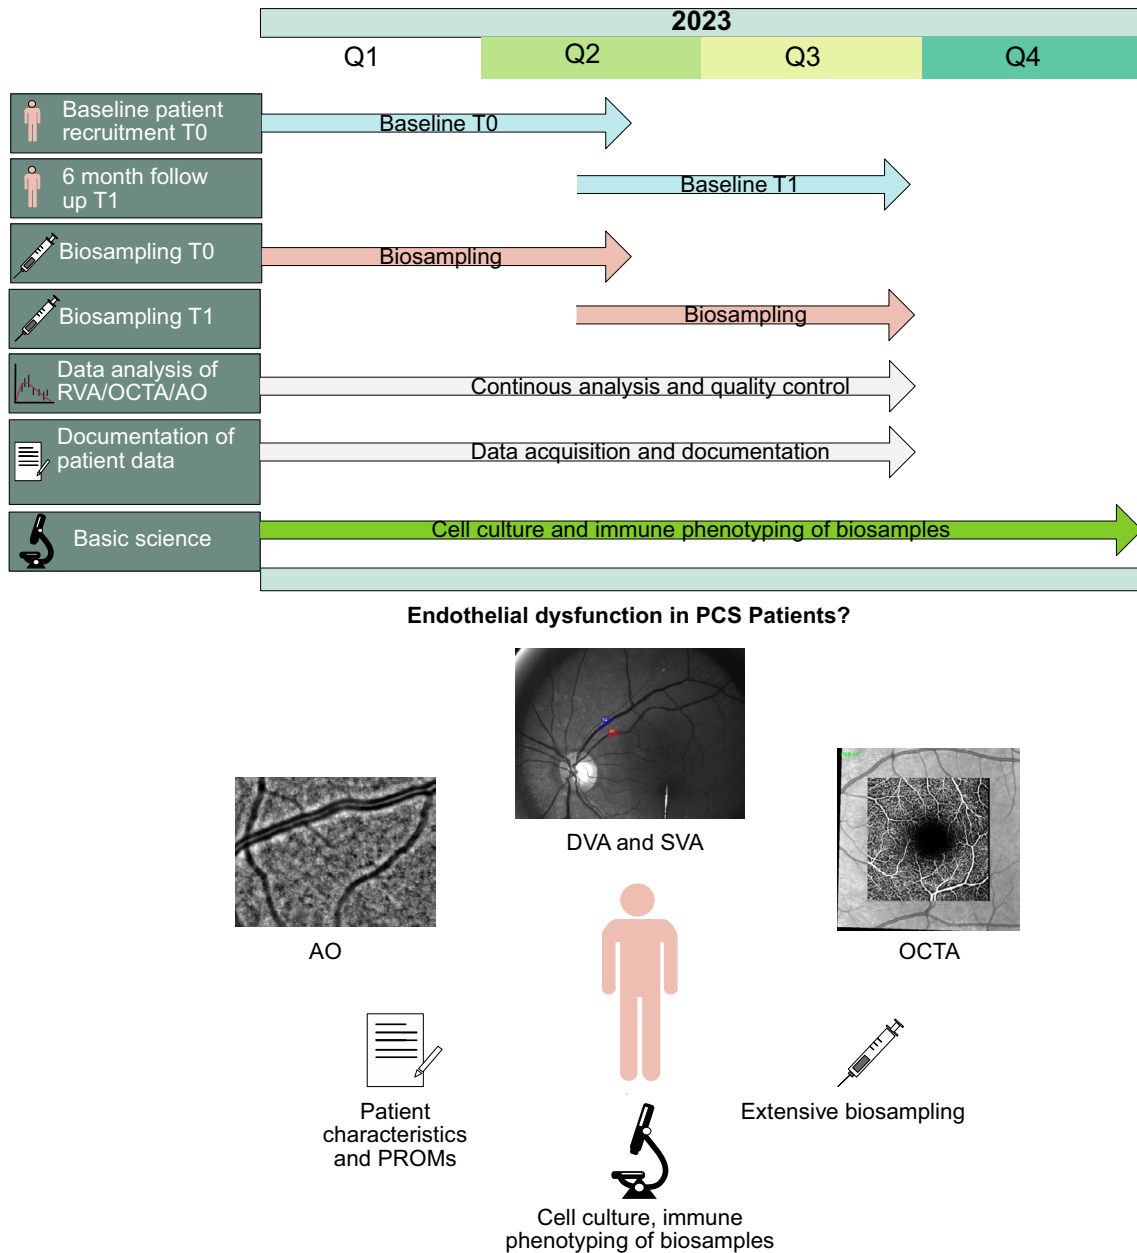 2023
Q1 Q2 Q3 Q4
Baseline patient
recruitment T0
Baseline T0
6 month follow
up T1
Baseline T1
Biosampling T0
Biosampling
Biosampling T1
Biosampling
Data analysis of
RVA/OCTA/AO
Continous analysis and quality control
Documentation of
patient data
Data acquisition and documentation
Basic science
Cell culture and immune phenotyping of biosamples
Endothelial dysfunction in PCS Patients?
DVA and SVA
AO
OCTA
Patient
characteristics
and PROMs
Extensive biosampling
Cell culture, immune
phenotyping of biosamples